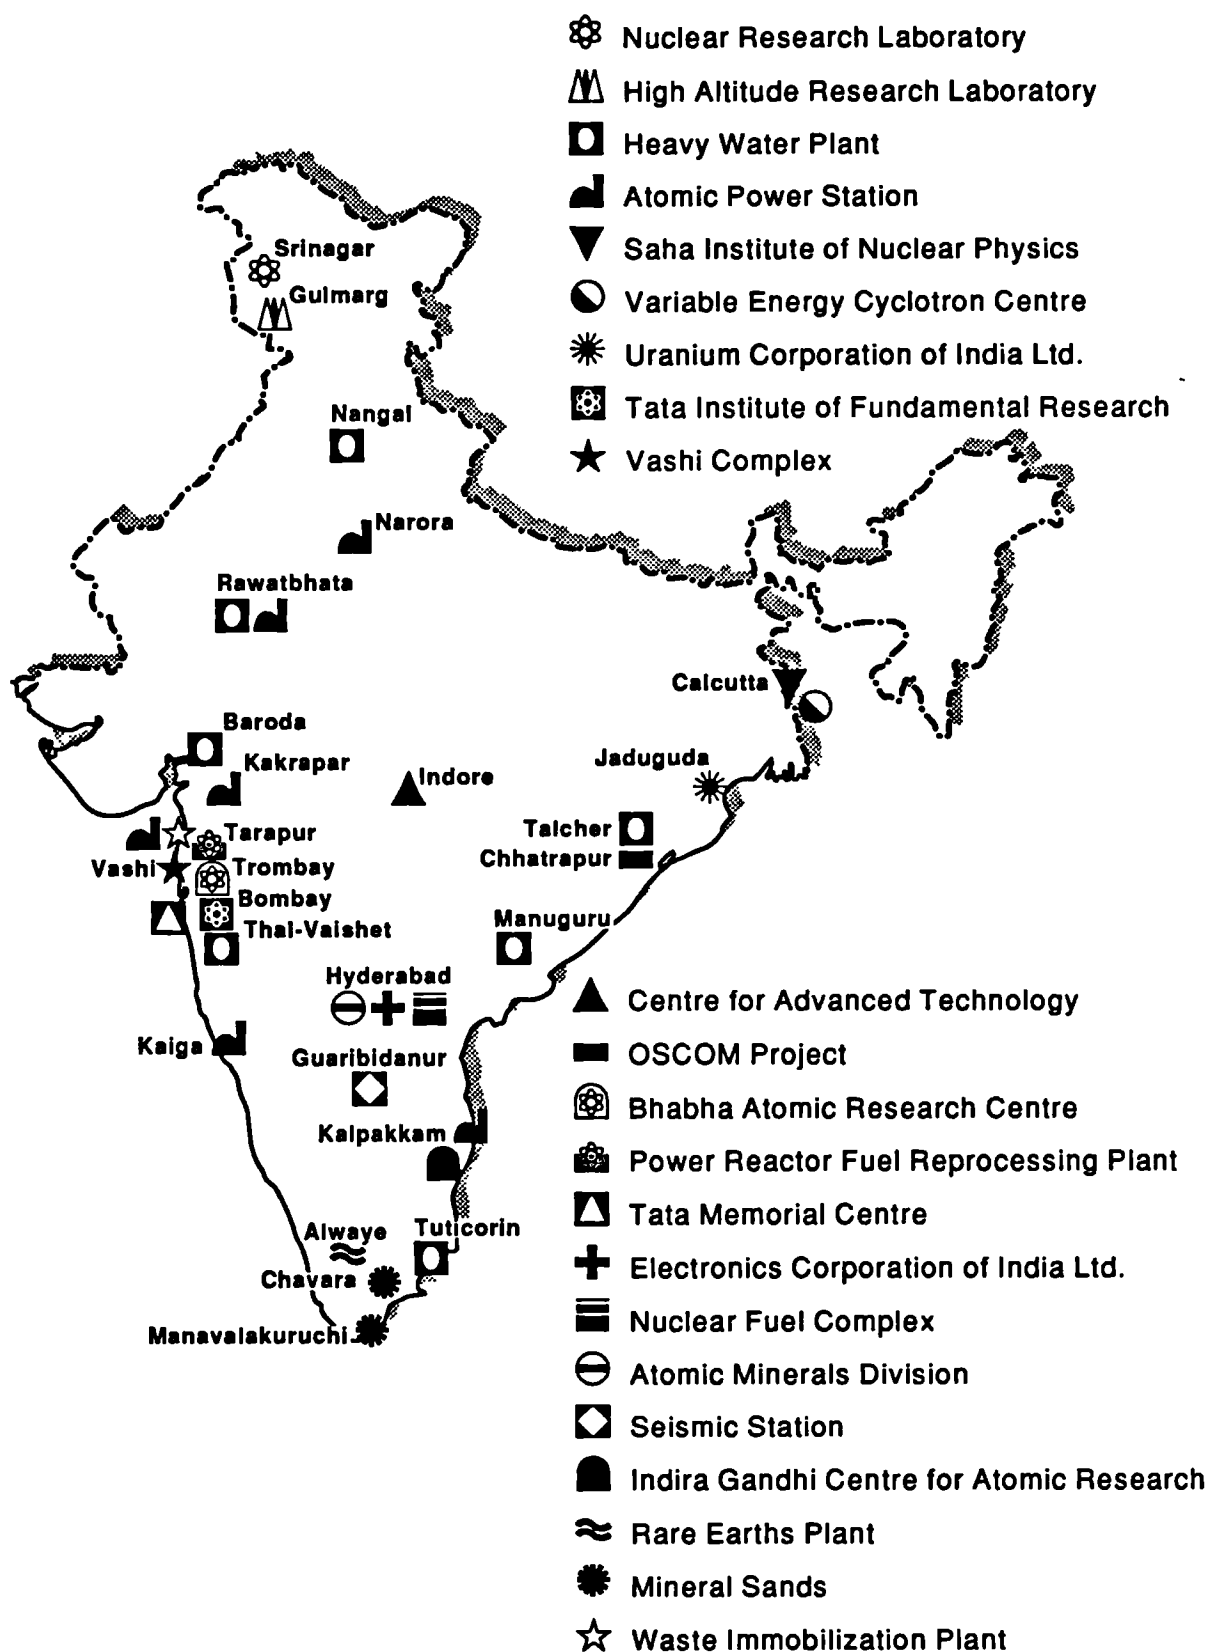 Nuclear Research Laboratory
High Altitude Research Laboratory
Heavy Water Plant
Atomic Power Station
Saha Institute of Nuclear Physics
Variable Energy Cyclotron Centre
Uranium Corporation of India Ltd.
Tata Institute of Fundamental Research
Vashi Complex
Srinagar
Gulmarg
Nangal
Narora
Rawatbhata
Calcutta
Baroda
Kakrapar
Indore
Jaduguda
Tarapur
Talcher
Vashi
Trombay
Chhatrapur
Bombay
Thal-Vaishet
Manuguru
Hyderabad
Kaiga
Guaribidanur
Kalpakkam
Alwaye
Tuticorin
Chavara
Manavalakuruchi
Centre for Advanced Technology
OSCOM Project
Bhabha Atomic Research Centre
Power Reactor Fuel Reprocessing Plant
Tata Memorial Centre
Electronics Corporation of India Ltd.
Nuclear Fuel Complex
Atomic Minerals Division
Seismic Station
Indira Gandhi Centre for Atomic Research
Rare Earths Plant
Mineral Sands
Waste Immobilization Plant